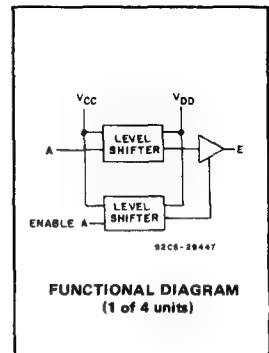 VCC VDD
LEVEL
SHIFTER
A E
LEVEL
SHIFTER
ENABLE A
92CS-29447
FUNCTIONAL DIAGRAM
(1 of 4 units)